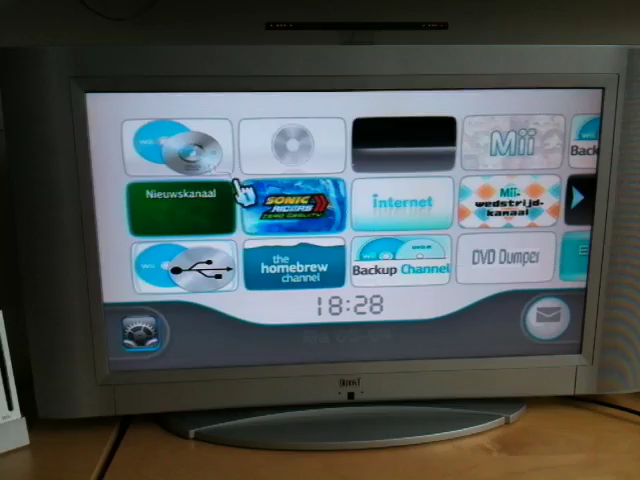 Mii
Back
Nieuwskanaal
SONIC
RIDERS
ZERO GRAVITY
internet
Mii-
wedstrijd-
kanaal
Wii
the
homebrew
channel
Backup Channel
DVD Dumper
18:28